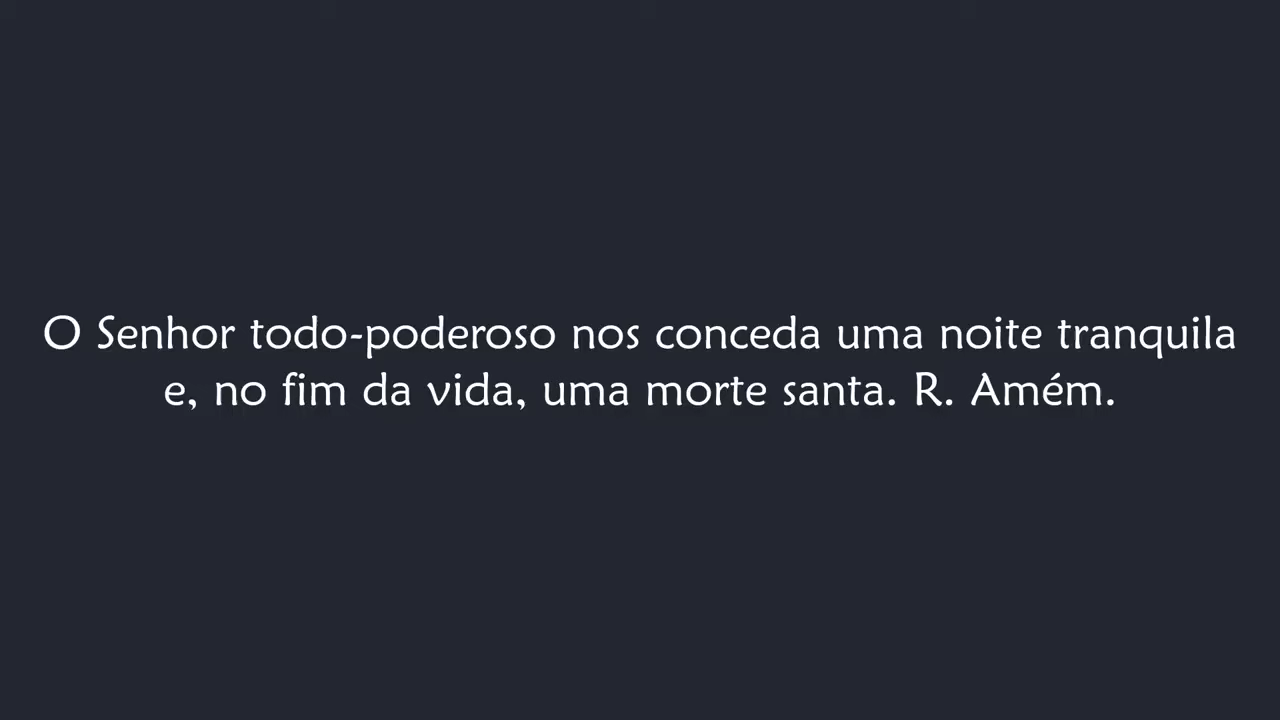 O Senhor todo-poderoso nos conceda uma noite tranquila
e, no fim da vida, uma morte santa. R. Amém.